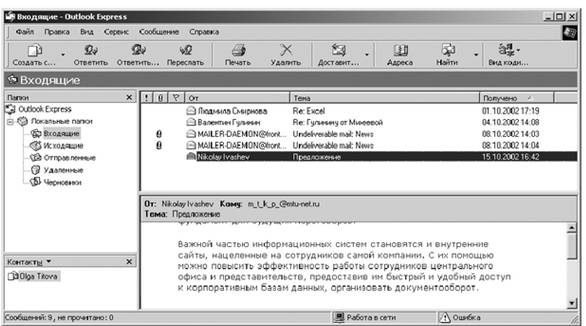 Входящие - Outlook Express
Файл Правка Вид Сервис Сообщение Справка
Создать с... Ответить Ответить... Переслать Печать Удалить Доставит... Адреса Найти Вид коди...
Входящие
Папки
Outlook Express
Локальные папки
Входящие
Исходящие
Отправленные
Удаленные
Черновики
Контакты
Olga Titova
! От Тема Получено
Людмила Смирнова Re: Excel 01.10.2002 17:19
Валентин Гулинин Re: Гулинину от Минеевой 04.10.2002 14:08
MAILER-DAEMON@front... Undeliverable mail: News 08.10.2002 14:03
MAILER-DAEMON@front... Undeliverable mail: News 08.10.2002 14:04
Nikolay Ivashev Предложение 15.10.2002 16:42
От: Nikolay Ivashev Кому: m_t_k_p_@mtu-net.ru
Тема: Предложение
Важной частью информационных систем становятся и внутренние
сайты, нацеленные на сотрудников самой компании. С их помощью
можно повысить эффективность работы сотрудников центрального
офиса и представительств, предоставив им быстрый и удобный доступ
к корпоративным базам данных, организовать документооборот.
Сообщений: 9, не прочитано: 0 Работа в сети Ошибка